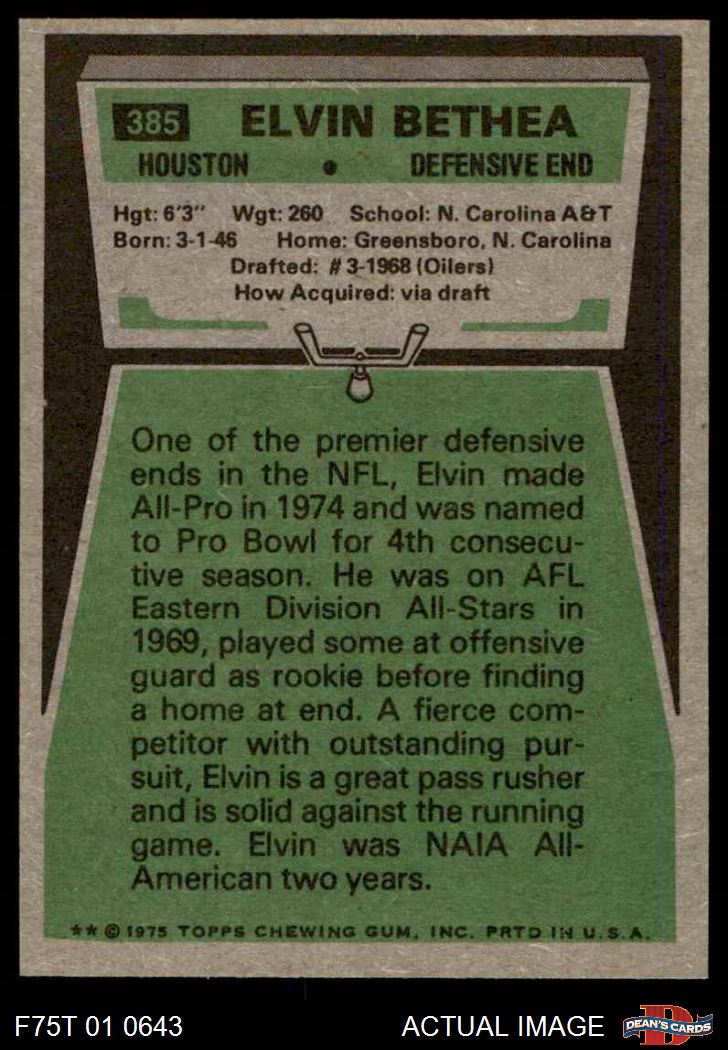 385 ELVIN BETHEA
HOUSTON • DEFENSIVE END
Hgt: 6'3" Wgt: 260 School: N. Carolina A&T
Born: 3-1-46 Home: Greensboro, N. Carolina
Drafted: #3-1968 (Oilers)
How Acquired: via draft
One of the premier defensive
ends in the NFL, Elvin made
All-Pro in 1974 and was named
to Pro Bowl for 4th consecu-
tive season. He was on AFL
Eastern Division All-Stars in
1969, played some at offensive
guard as rookie before finding
a home at end. A fierce com-
petitor with outstanding pur-
suit, Elvin is a great pass rusher
and is solid against the running
game. Elvin was NAIA All-
American two years.
** © 1975 TOPPS CHEWING GUM, INC. PRTD IN U.S.A.
F75T 01 0643 ACTUAL IMAGE D DEAN'S CARDS